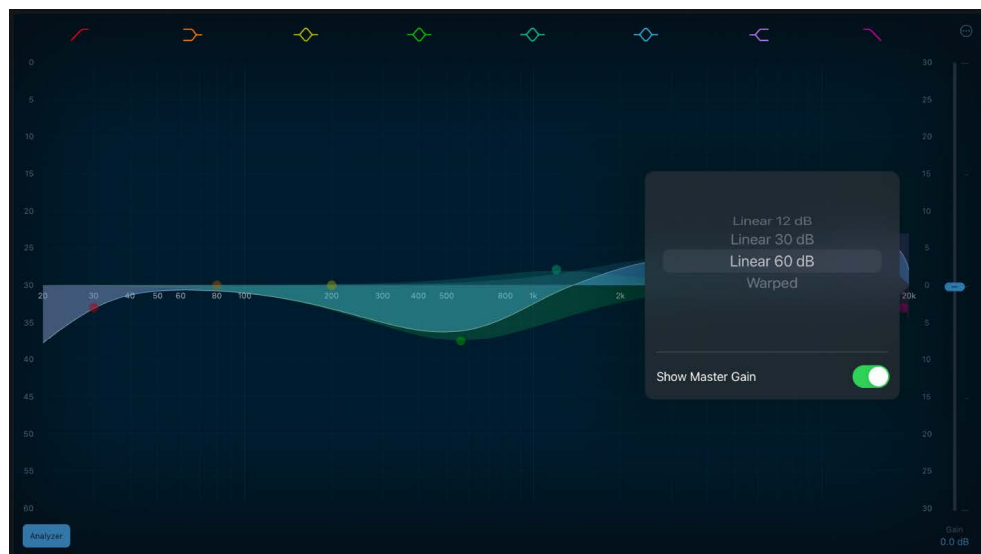 0 30
5 25
10 20
15 15
Linear 12 dB
20 10
Linear 30 dB
25 5
Linear 60 dB
Warped
30 0
20 30 40 50 60 80 100 200 300 400 500 800 1k 2k 20k
35 5
40 10
Show Master Gain
45 15
50 20
55 25
60 30
Gain
Analyzer
0.0 dB